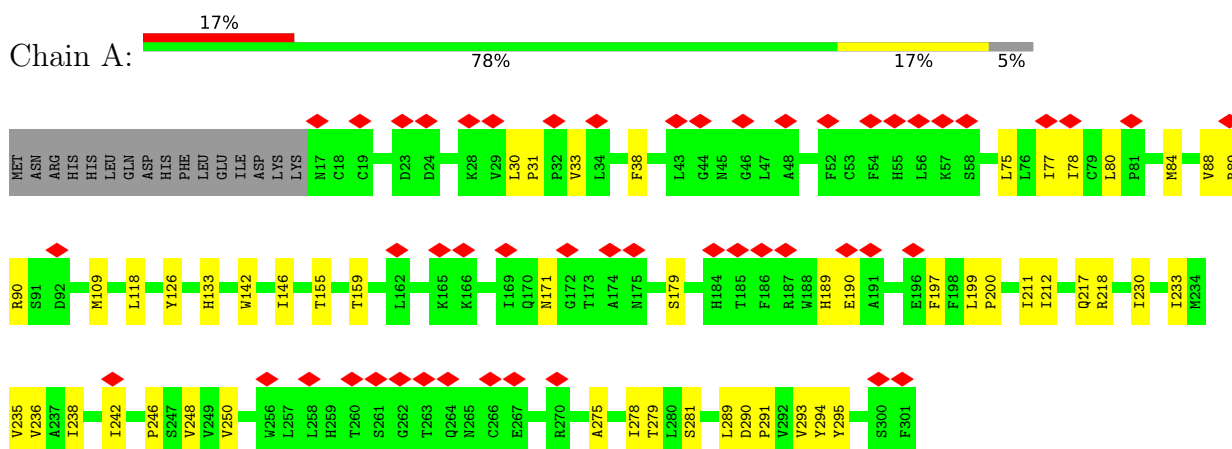 17%
Chain A:
78% 17% 5%
MET ASN ARG HIS HIS LEU GLN ASP HIS PHE LEU GLU ILE ASP LYS LYS N17 C18 C19 D23 D24 K28 V29 L30 P31 P32 V33 L34 F38 L43 G44 N45 G46 L47 A48 F52 C53 F54 H55 L56 K57 S58 L75 L76 I77 I78 C79 L80 P81 M84 V88
R90 S91 D92 M109 L118 Y126 H133 W142 I146 T155 T159 L162 K165 K166 I169 Q170 N171 G172 T173 A174 N175 S179 H184 T185 F186 R187 W188 H189 E190 A191 E196 F197 F198 L199 P200 I211 I212 Q217 R218 I230 I233 M234
V235 V236 A237 I238 I242 P246 S247 V248 V249 V250 W256 L257 L258 H259 T260 S261 G262 T263 Q264 N265 C266 E267 R270 A275 I278 T279 L280 S281 L289 D290 P291 V292 V293 Y294 Y295 S300 F301